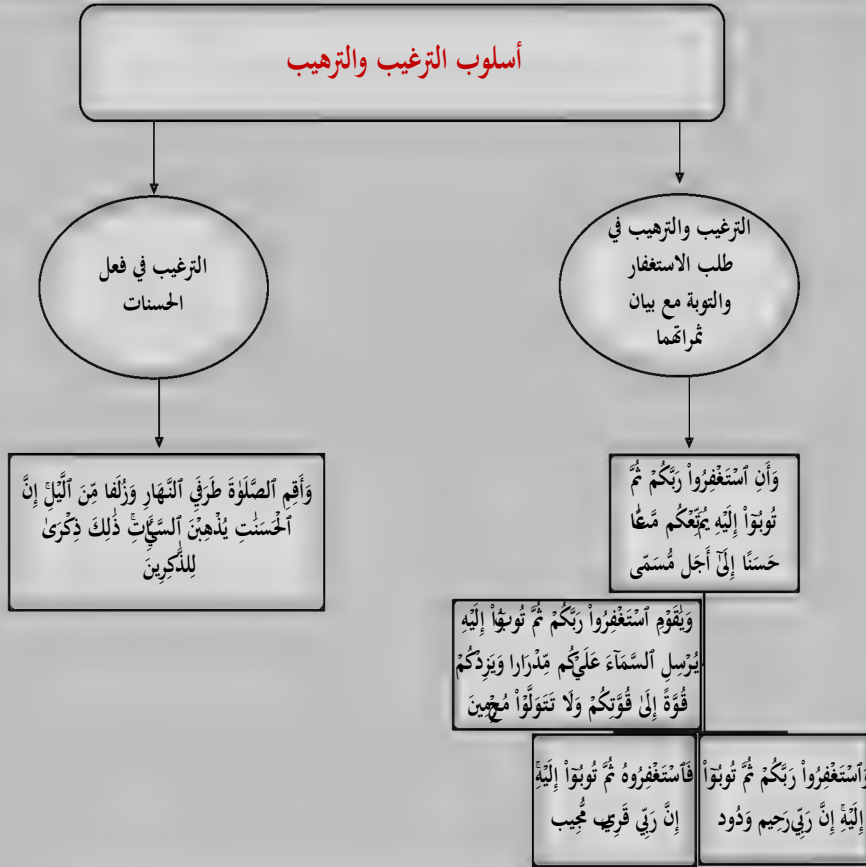 أسلوب الترغيب والترهيب
الترغيب والترهيب في
طلب الاستغفار
والتوبة مع بيان
ثمراتهما
الترغيب في فعل
الحسنات
وَأَنِ ٱسۡتَغۡفِرُواْ رَبَّكُمۡ ثُمَّ
تُوبُوٓاْ إِلَيۡهِ يُمَتِّعۡكُم مَّتَٰعًا
حَسَنًا إِلَىٰٓ أَجَل مُّسَمّى
وَأَقِمِ ٱلصَّلَوٰةَ طَرَفَيِ ٱلنَّهَارِ وَزُلَفا مِّنَ ٱلَّيۡلِۚ إِنَّ
ٱلۡحَسَنَٰتِ يُذۡهِبۡنَ ٱلسَّيِّـَٔاتِۚ ذَٰلِكَ ذِكۡرَىٰ
لِلذَّٰكِرِينَ
وَيَٰقَوۡمِ ٱسۡتَغۡفِرُواْ رَبَّكُمۡ ثُمَّ تُوبُوٓاْ إِلَيۡهِ
يُرۡسِلِ ٱلسَّمَآءَ عَلَيۡكُم مِّدۡرَارا وَيَزِدۡكُمۡ
قُوَّةً إِلَىٰ قُوَّتِكُمۡ وَلَا تَتَوَلَّوۡاْ مُجۡرِمِينَ
وَٱسۡتَغۡفِرُواْ رَبَّكُمۡ ثُمَّ تُوبُوٓاْ
إِلَيۡهِۚ إِنَّ رَبِّي رَحِيم وَدُود
فَٱسۡتَغۡفِرُوهُ ثُمَّ تُوبُوٓاْ إِلَيۡهِۚ
إِنَّ رَبِّي قَرِيب مُّجِيب